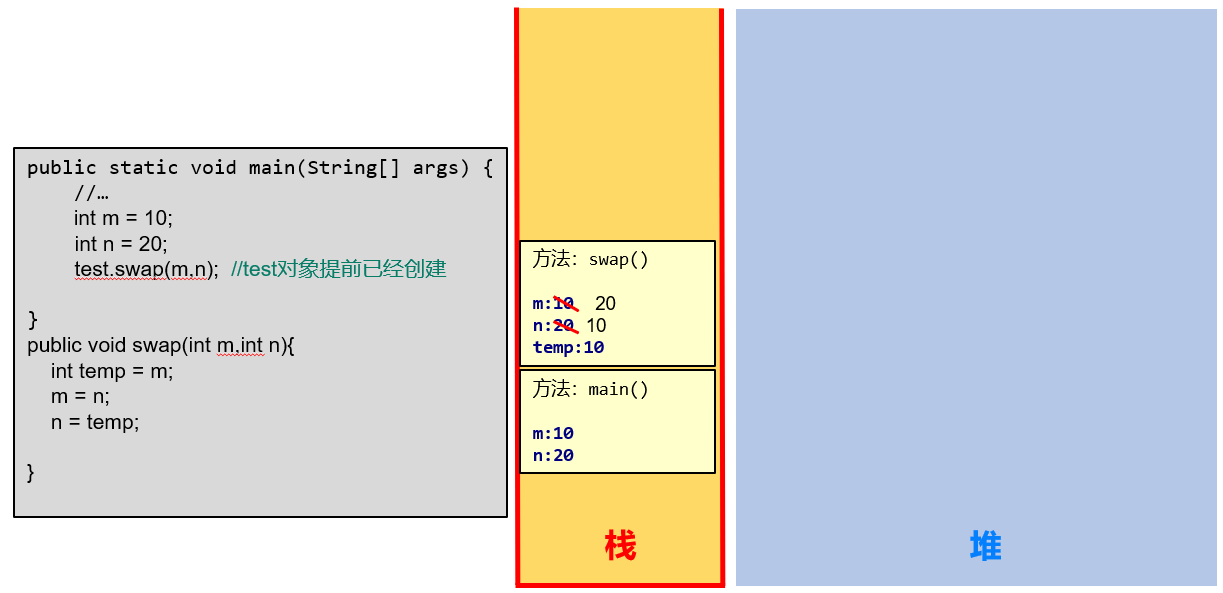 public static void main(String[] args) {
//…
int m = 10;
int n = 20;
test.swap(m,n); //test对象提前已经创建
}
public void swap(int m,int n){
int temp = m;
m = n;
n = temp;
}
方法: swap()
m:10 20
n:20 10
temp:10
方法: main()
m:10
n:20
栈
堆